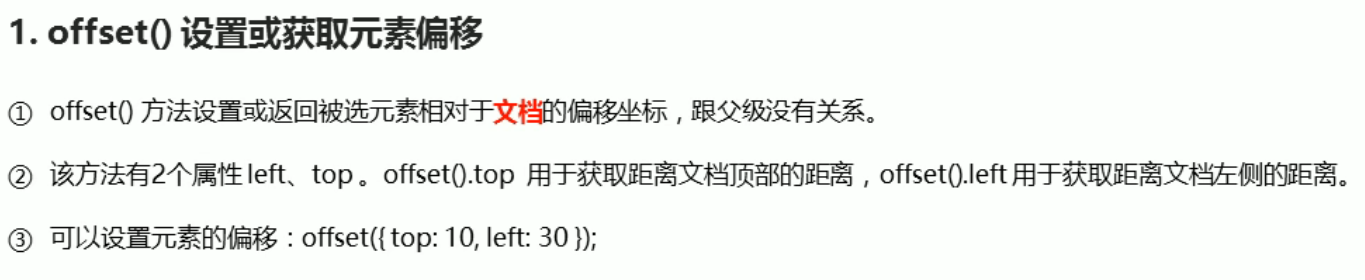 1. offset() 设置或获取元素偏移
① offset() 方法设置或返回被选元素相对于文档的偏移坐标，跟父级没有关系。
② 该方法有2个属性 left、top 。offset().top 用于获取距离文档顶部的距离，offset().left 用于获取距离文档左侧的距离。
③ 可以设置元素的偏移：offset({ top: 10, left: 30 });